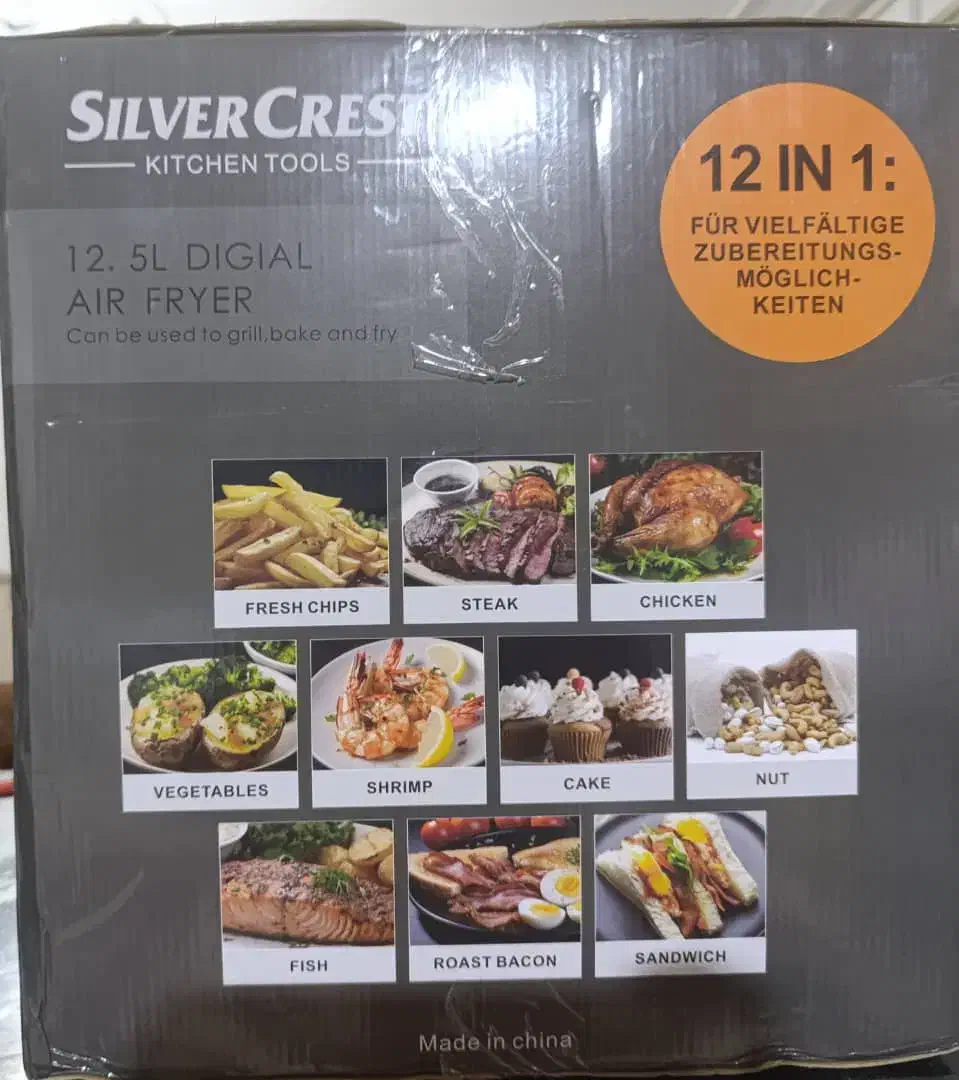 SILVERCREST
KITCHEN TOOLS
12. 5L DIGIAL
AIR FRYER
Can be used to grill,bake and fry
12 IN 1:
FÜR VIELFÄLTIGE
ZUBEREITUNGS-
MÖGLICH-
KEITEN
FRESH CHIPS
STEAK
CHICKEN
VEGETABLES
SHRIMP
CAKE
NUT
FISH
ROAST BACON
SANDWICH
Made in china